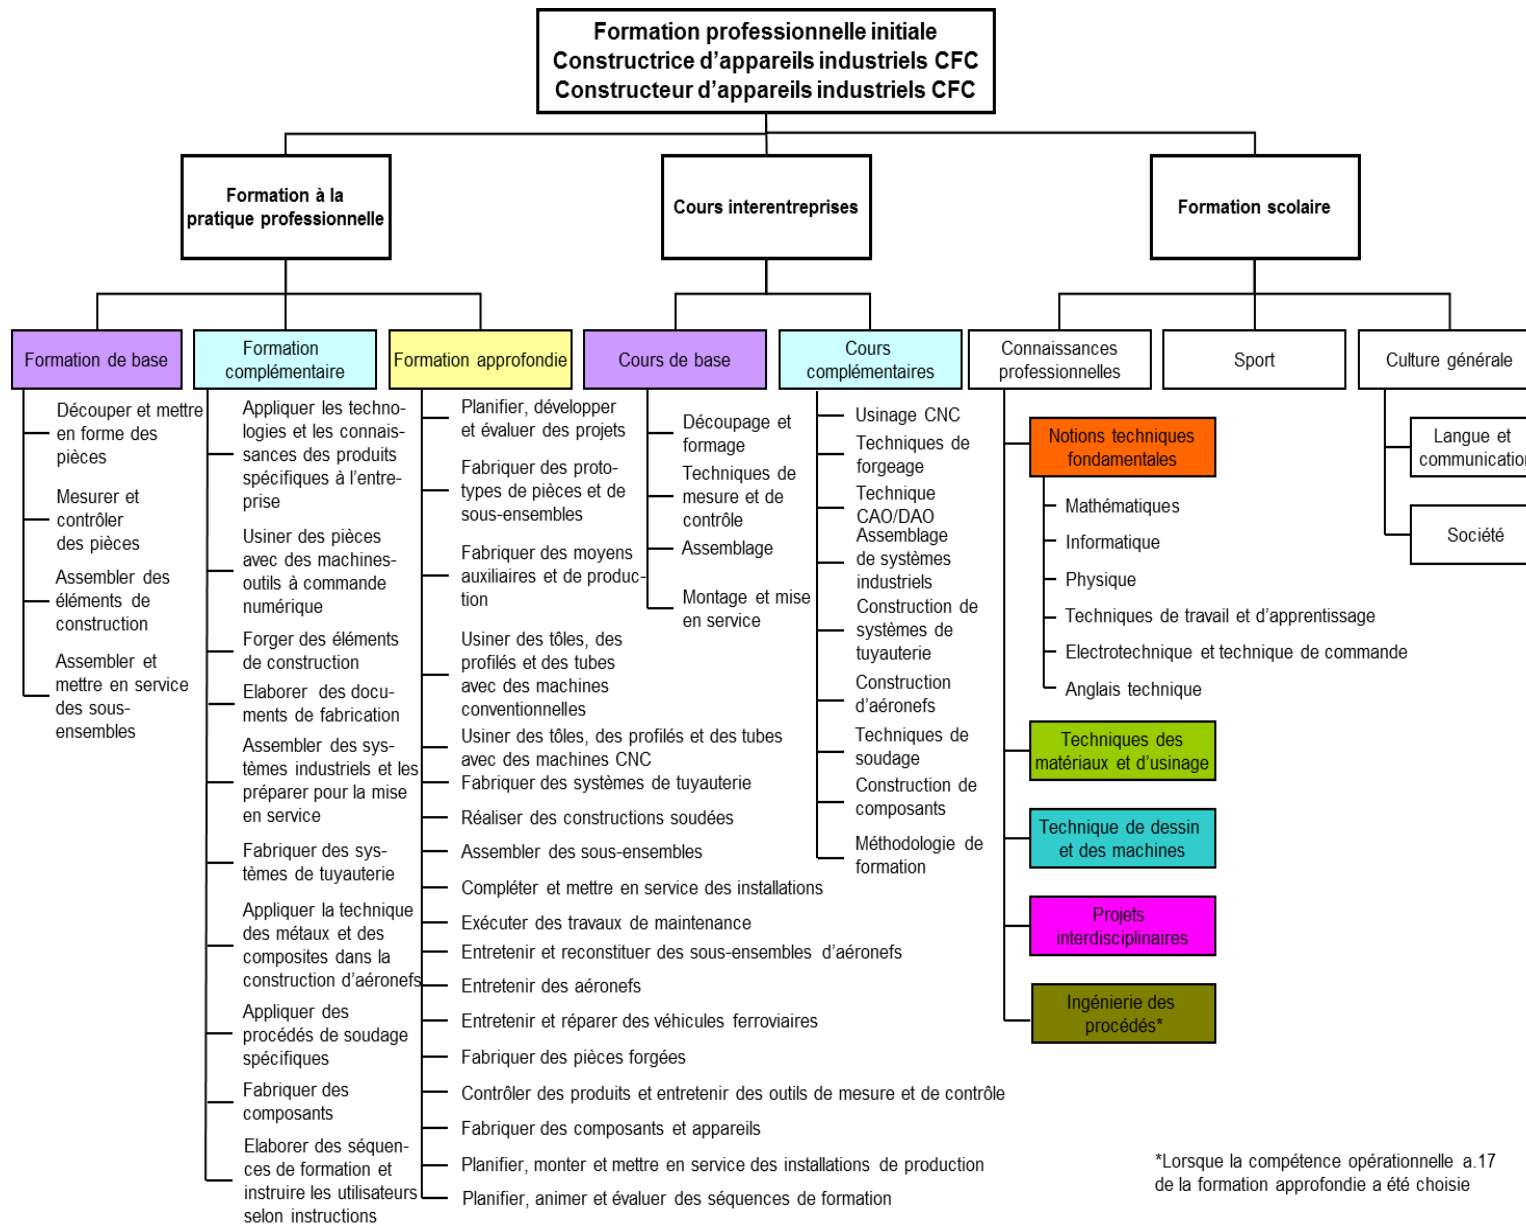 Formation professionnelle initiale
Constructrice d'appareils industriels CFC
Constructeur d'appareils industriels CFC
Formation à la
pratique professionnelle
Cours interentreprises
Formation scolaire
Formation de base
Découper et mettre
en forme des
pièces
Mesurer et
contrôler
des pièces
Assembler des
éléments de
construction
Assembler et
mettre en service
des sous-
ensembles
Formation
complémentaire
Appliquer les techno-
logies et les connais-
sances des produits
spécifiques à l'entre-
prise
Usiner des pièces
avec des machines-
outils à commande
numérique
Forger des éléments
de construction
Elaborer des docu-
ments de fabrication
Assembler des sys-
tèmes industriels et les
préparer pour la mise
en service
Fabriquer des sys-
tèmes de tuyauterie
Appliquer la technique
des métaux et des
composites dans la
construction d'aéronefs
Appliquer des
procédés de soudage
spécifiques
Fabriquer des
composants
Elaborer des séquen-
ces de formation et
instruire les utilisateurs
selon instructions
Formation approfondie
Planifier, développer
et évaluer des projets
Fabriquer des proto-
types de pièces et de
sous-ensembles
Fabriquer des moyens
auxiliaires et de produc-
tion
Usiner des tôles, des
profilés et des tubes
avec des machines
conventionnelles
Usiner des tôles, des profilés et des tubes
avec des machines CNC
Fabriquer des systèmes de tuyauterie
Réaliser des constructions soudées
Assembler des sous-ensembles
Compléter et mettre en service des installations
Exécuter des travaux de maintenance
Entretenir et reconstituer des sous-ensembles d'aéronefs
Entretenir des aéronefs
Entretenir et réparer des véhicules ferroviaires
Fabriquer des pièces forgées
Contrôler des produits et entretenir des outils de mesure et de contrôle
Fabriquer des composants et appareils
Planifier, monter et mettre en service des installations de production
Planifier, animer et évaluer des séquences de formation
Cours de base
Découpage et
formage
Techniques de
mesure et de
contrôle
Assemblage
Montage et mise
en service
Cours
complémentaires
Usinage CNC
Techniques de
forgeage
Technique
CAO/DAO
Assemblage
de systèmes
industriels
Construction de
systèmes de
tuyauterie
Construction
d'aéronefs
Techniques de
soudage
Construction de
composants
Méthodologie de
formation
Connaissances
professionnelles
Notions techniques
fondamentales
Mathématiques
Informatique
Physique
Techniques de travail et d'apprentissage
Electrotechnique et technique de commande
Anglais technique
Techniques des
matériaux et d'usinage
Technique de dessin
et des machines
Projets
interdisciplinaires
Ingénierie des
procédés*
Sport
Culture générale
Langue et
communication
Société
*Lorsque la compétence opérationnelle a.17
de la formation approfondie a été choisie